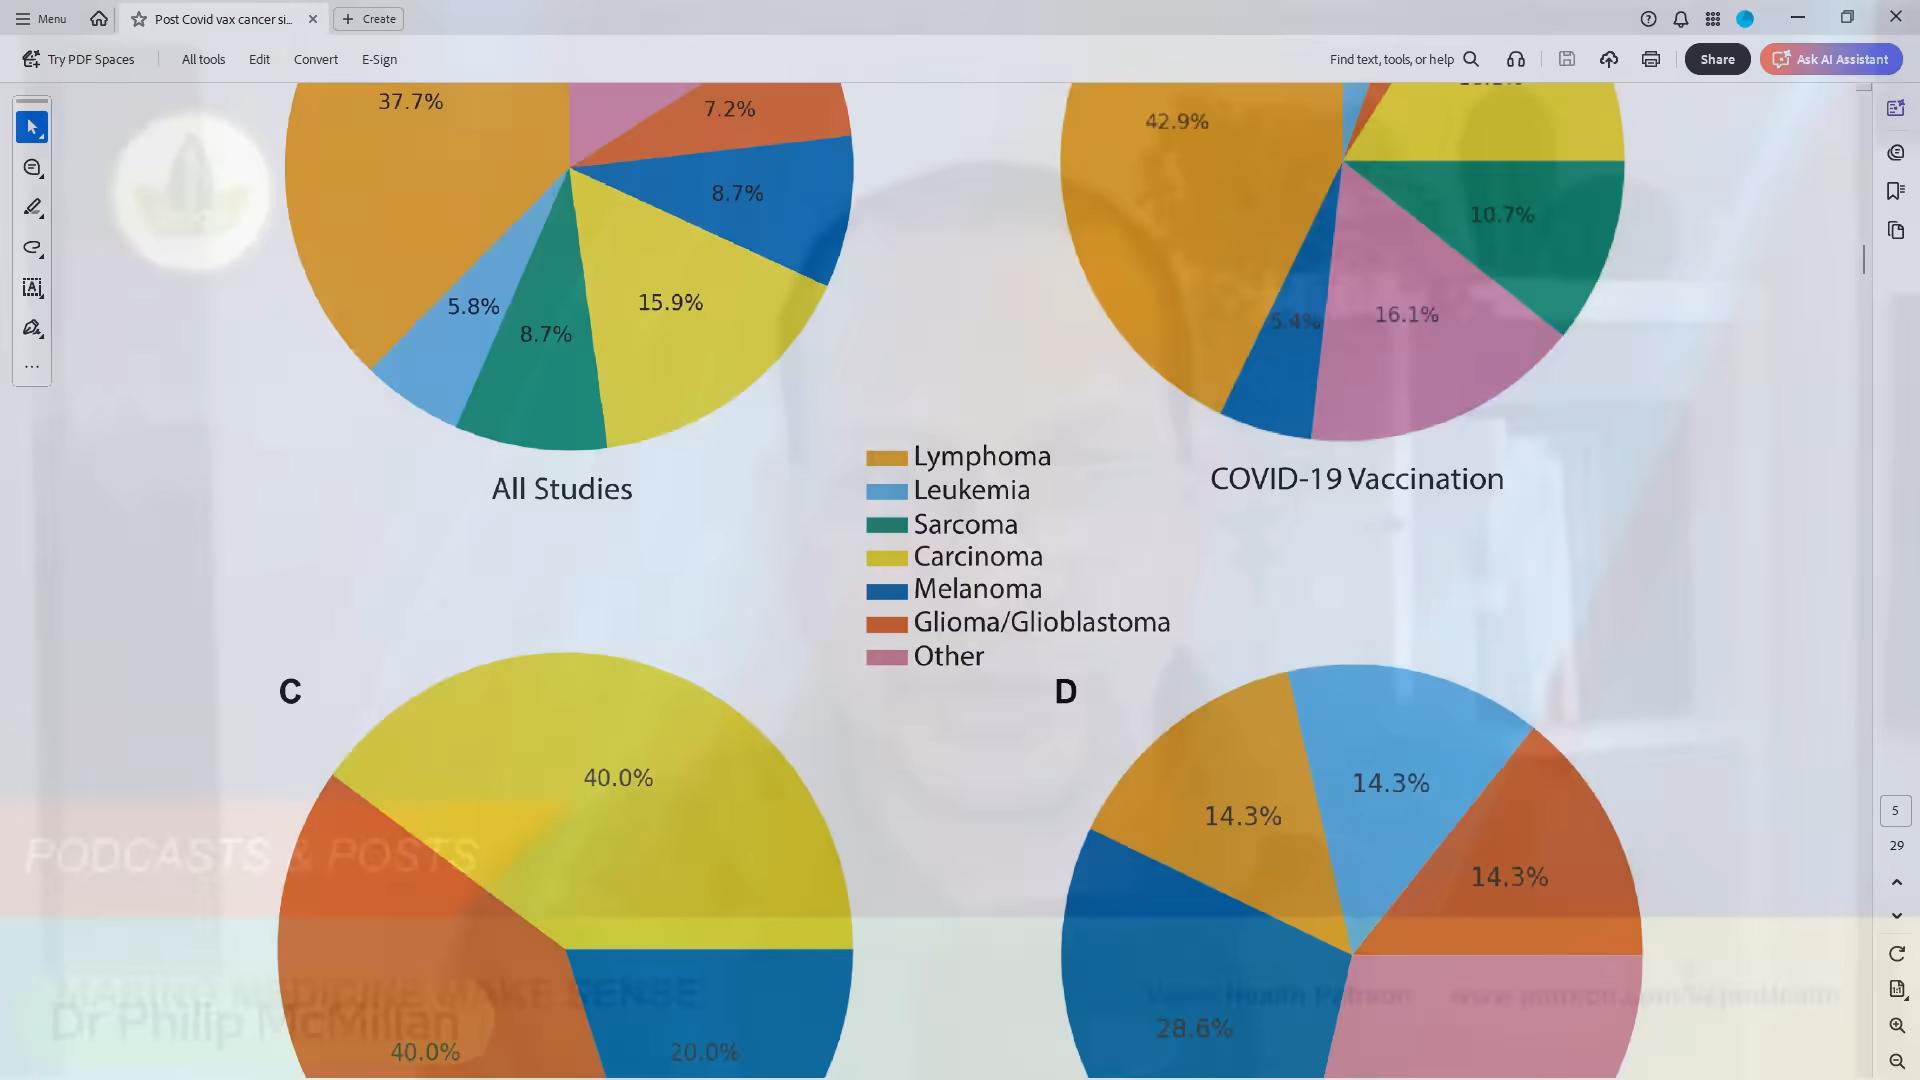 Menu
Post Covid vax cancer si...
Create
Try PDF Spaces
All tools
Edit
Convert
E-Sign
Find text, tools, or help
Share
Ask AI Assistant
37.7%
7.2%
8.7%
15.9%
8.7%
5.8%
All Studies
42.9%
10.7%
16.1%
5.4%
COVID-19 Vaccination
Lymphoma
Leukemia
Sarcoma
Carcinoma
Melanoma
Glioma/Glioblastoma
Other
C
40.0%
40.0%
20.0%
D
14.3%
14.3%
14.3%
28.6%
5
29
PODCASTS & POSTS
MAKING MEDICINE MAKE SENSE
Dr Philip McMillan